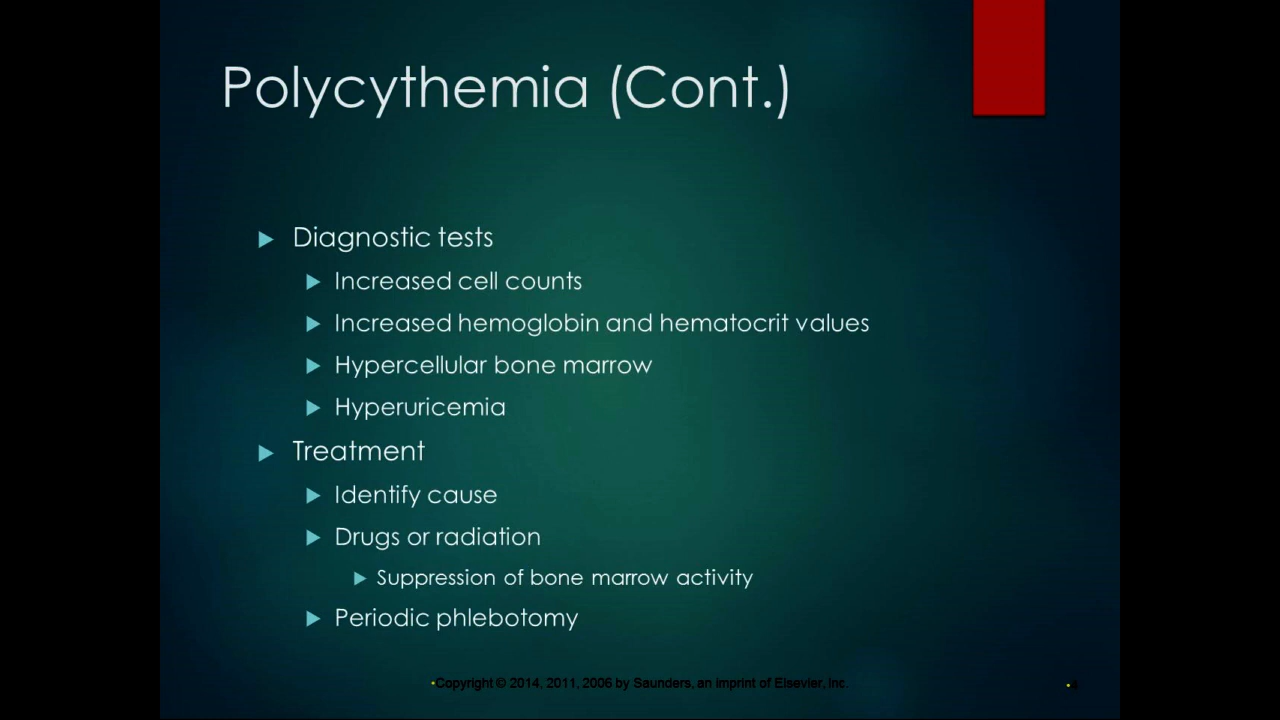 Polycythemia (Cont.)
Diagnostic tests
Increased cell counts
Increased hemoglobin and hematocrit values
Hypercellular bone marrow
Hyperuricemia
Treatment
Identify cause
Drugs or radiation
Suppression of bone marrow activity
Periodic phlebotomy
•Copyright © 2014, 2011, 2006 by Saunders, an imprint of Elsevier, Inc.